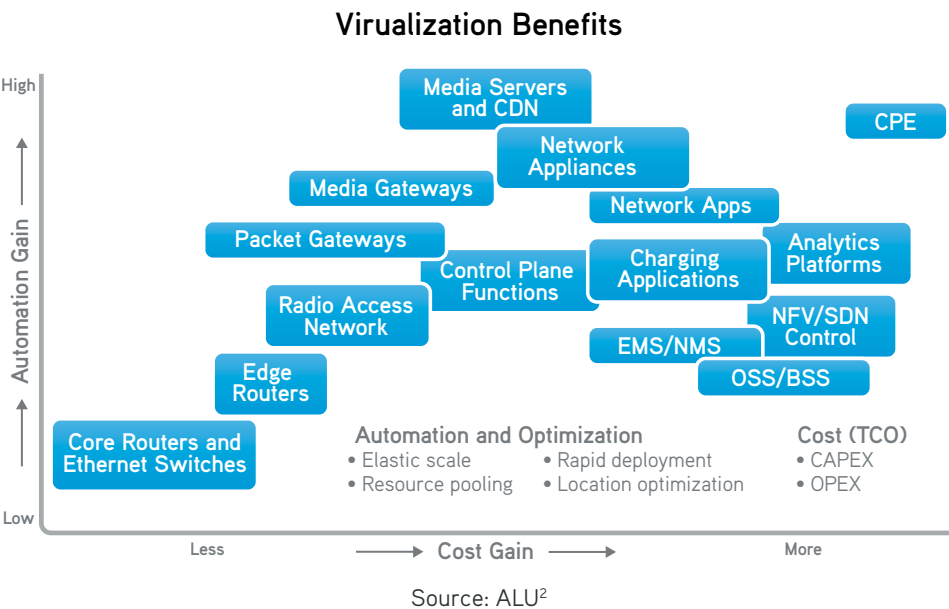 Virualization Benefits
High
Media Servers
and CDN
CPE
Network
Appliances
Media Gateways
Network Apps
Packet Gateways
Analytics
Platforms
Control Plane
Functions
Charging
Applications
Radio Access
Network
NFV/SDN
Control
EMS/NMS
Edge
Routers
OSS/BSS
Core Routers and
Ethernet Switches
Automation Gain
Automation and Optimization
• Elastic scale
• Rapid deployment
• Resource pooling
• Location optimization
Cost (TCO)
• CAPEX
• OPEX
Low
Less
Cost Gain
More
Source: ALU²